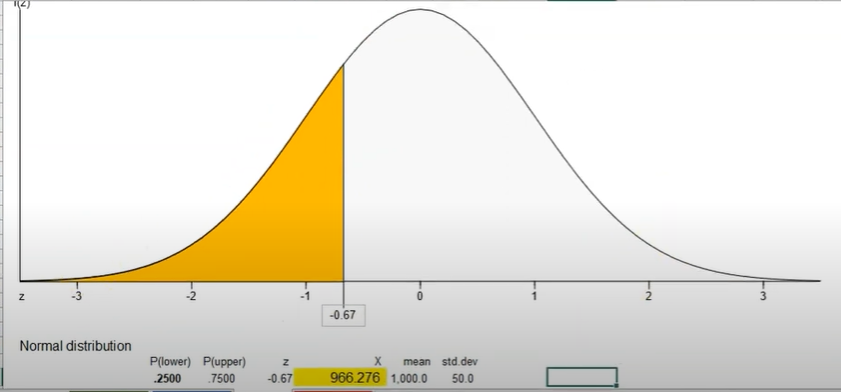 f(z)
z -3 -2 -1 0 1 2 3
-0.67
Normal distribution
P(lower) P(upper) z X mean std.dev
.2500 .7500 -0.67 966.276 1,000.0 50.0